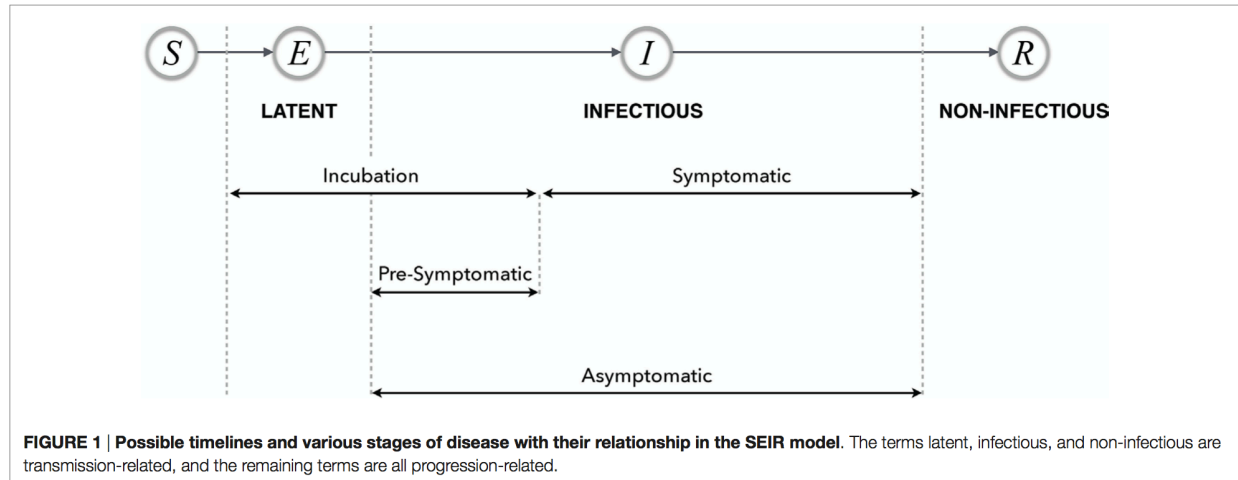 S E I R
LATENT INFECTIOUS NON-INFECTIOUS
Incubation Symptomatic
Pre-Symptomatic
Asymptomatic
FIGURE 1 | Possible timelines and various stages of disease with their relationship in the SEIR model. The terms latent, infectious, and non-infectious are
transmission-related, and the remaining terms are all progression-related.